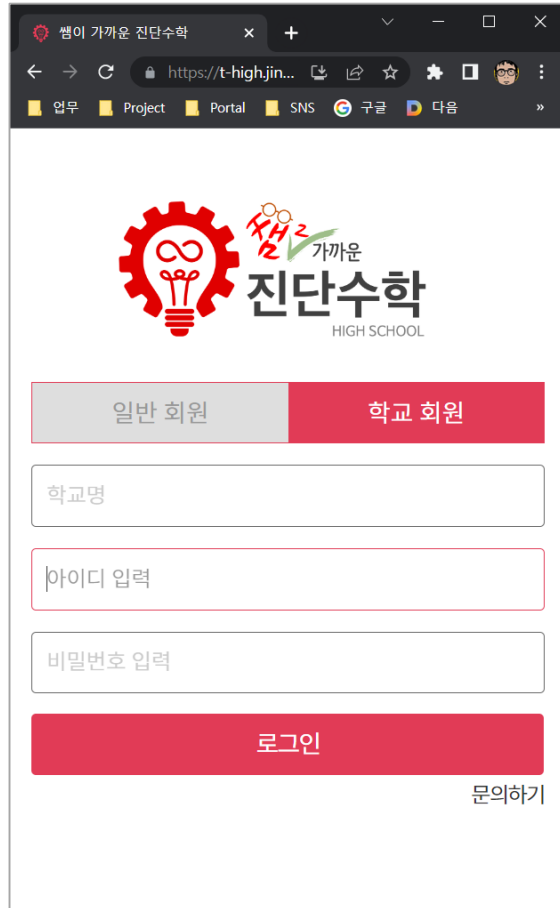 쌤이 가까운 진단수학
https://t-high.jin...
업무 Project Portal SNS 구글 다음 »
쌤2 가까운
진단수학
HIGH SCHOOL
일반 회원 학교 회원
학교명
아이디 입력
비밀번호 입력
로그인
문의하기